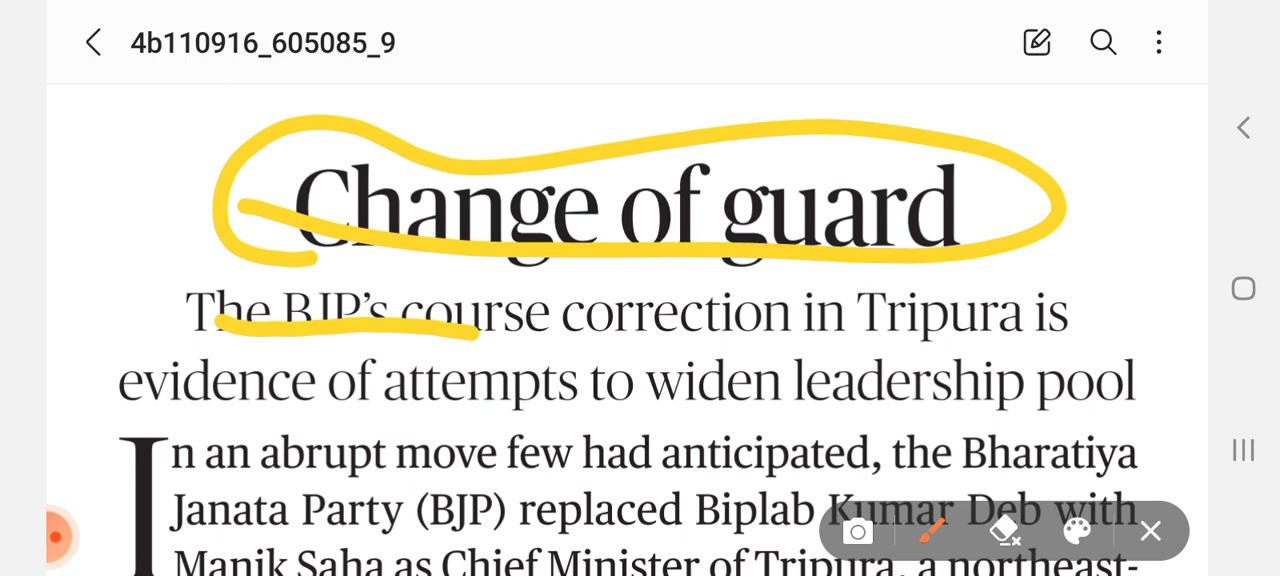 4b110916_605085_9
Change of guard
The BJP's course correction in Tripura is
evidence of attempts to widen leadership pool
In an abrupt move few had anticipated, the Bharatiya
Janata Party (BJP) replaced Biplab Kumar Deb with
Manik Saha as Chief Minister of Tripura, a northeast-